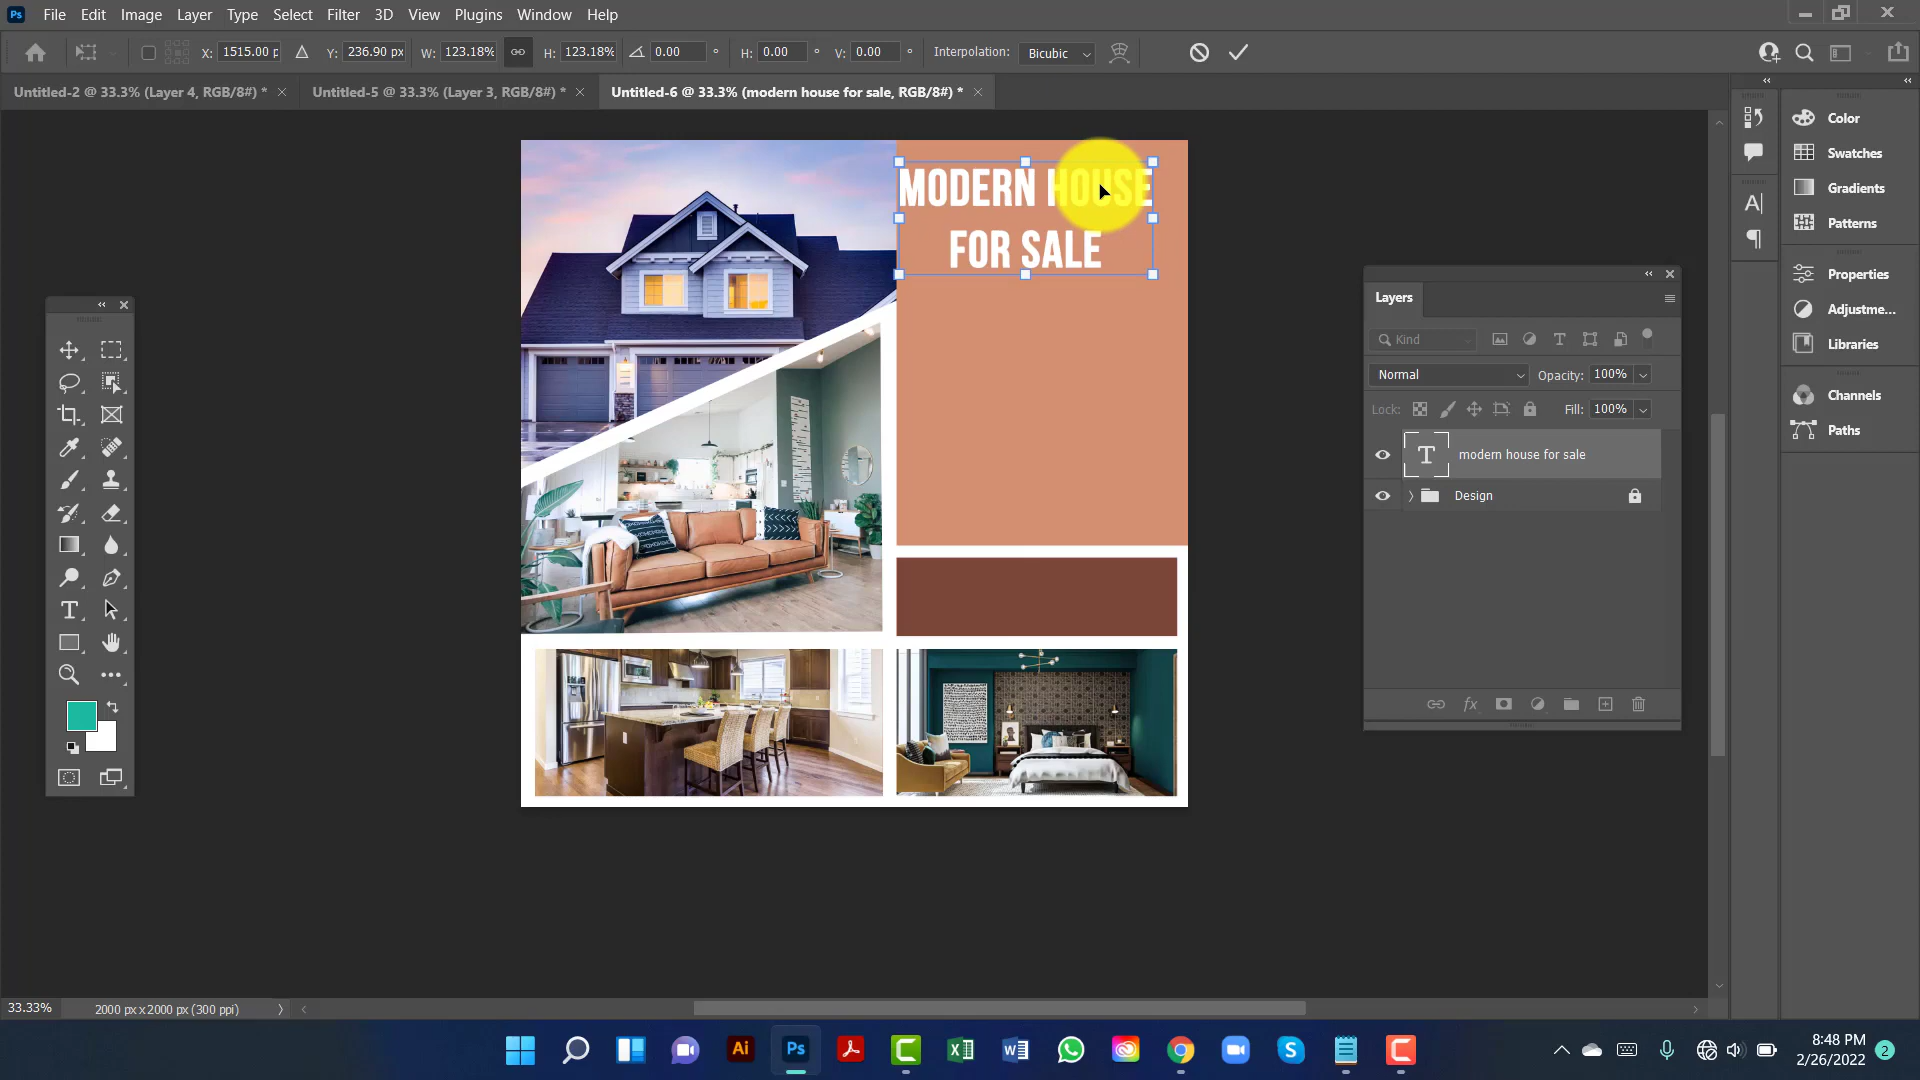 File Edit Image Layer Type Select Filter 3D View Plugins Window Help
X: 1515.00 p Y: 236.90 px W: 123.18% H: 123.18% 0.00 ° H: 0.00 ° V: 0.00 ° Interpolation: Bicubic
Untitled-2 @ 33.3% (Layer 4, RGB/8#) * Untitled-5 @ 33.3% (Layer 3, RGB/8#) * Untitled-6 @ 33.3% (modern house for sale, RGB/8#) *
MODERN HOUSE
FOR SALE
Color
Swatches
Gradients
Patterns
Properties
Adjustme...
Libraries
Channels
Paths
Layers
Kind
Normal Opacity: 100%
Lock: Fill: 100%
modern house for sale
Design
33.33% 2000 px x 2000 px (300 ppi)
8:48 PM
2/26/2022
2